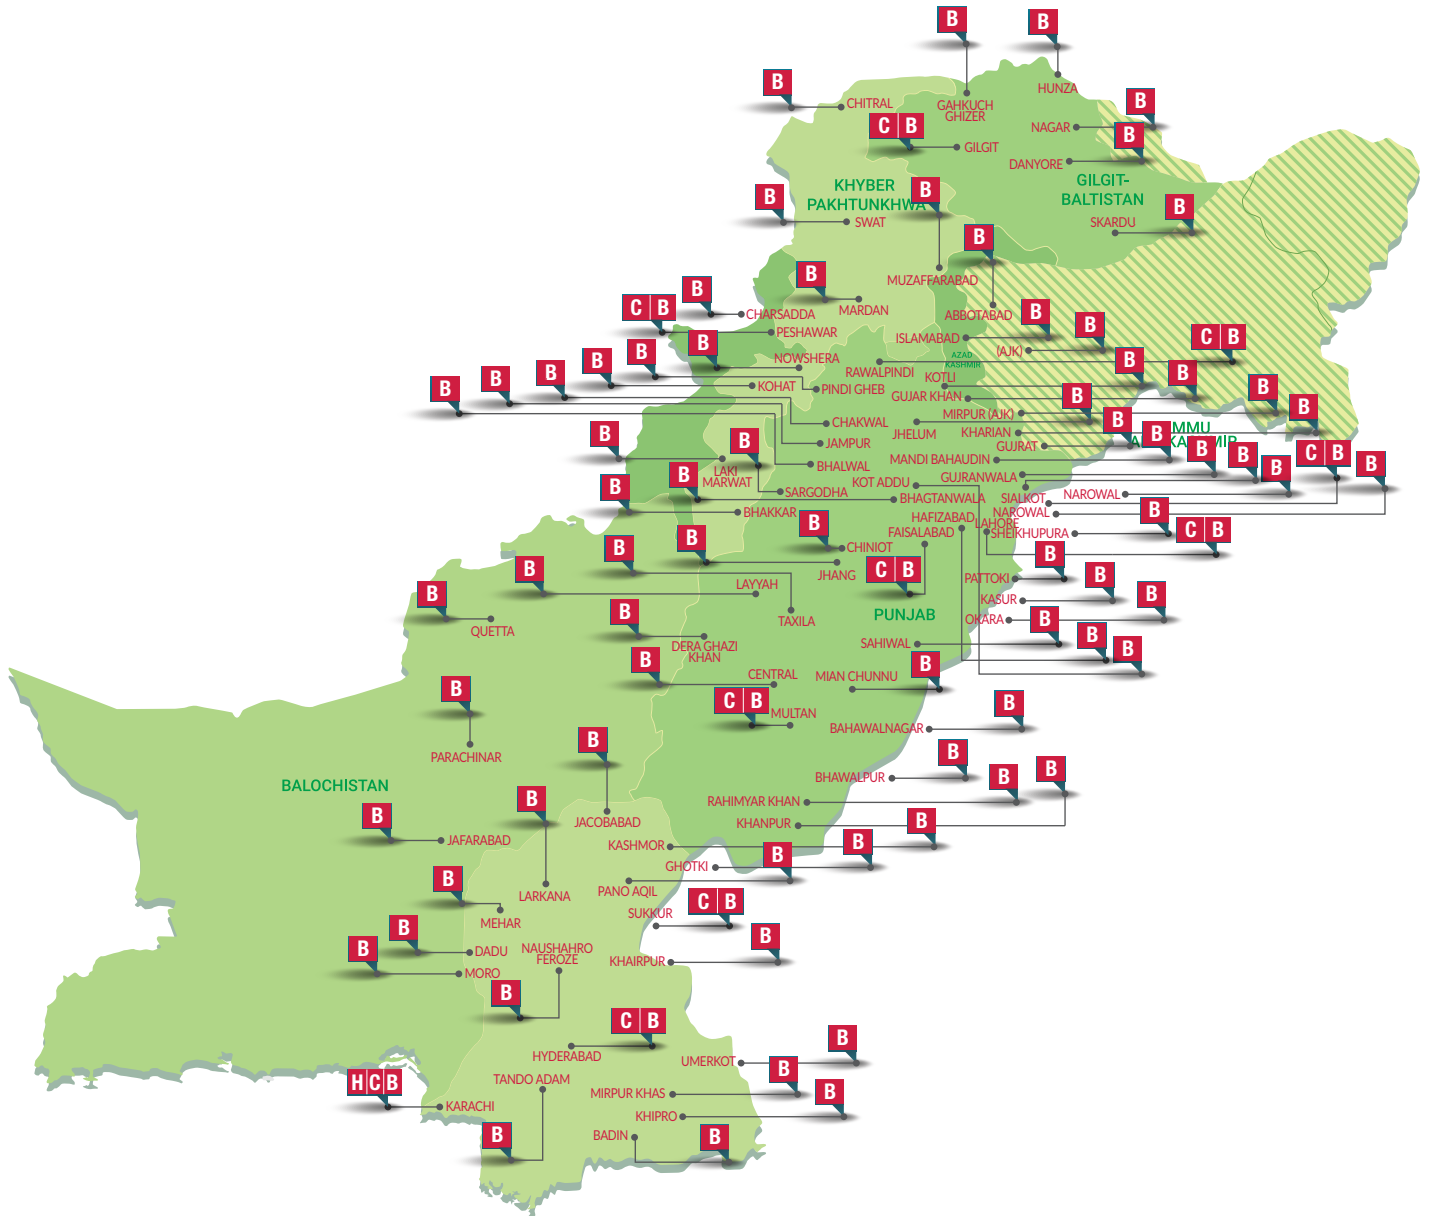 B
B
HUNZA
B
CHITRAL
GAHKUCH
GHIZER
B
NAGAR
C B
GILGIT
B
DANYORE
KHYBER
PAKHTUNKHWA
B
GILGIT-
BALTISTAN
B
SWAT
SKARDU
B
B
MUZAFFARABAD
B
MARDAN
ABBOTABAD
B
CHARSADDA
C B
PESHAWAR
ISLAMABAD
B
(AJK)
B
AZAD
KASHMIR
C B
NOWSHERA
B
RAWALPINDI
KOTLI
B
B
B
KOHAT
PINDI GHEB
GUJAR KHAN
B
B
B
B
CHAKWAL
MIRPUR (AJK)
B
JHELUM
B
KHARIAN
B
JAMPUR
GUJRAT
B
MMU
MIR
B
LAKI
MARWAT
BHALWAL
MANDI BAHAUDIN
B
B
SARGODHA
KOT ADDU
GUJRANWALA
B
B
BHAGTANWALA
SIALKOT
B
NAROWAL
B
C B
B
B
BHAKKAR
HAFIZABAD
NAROWAL
LAHORE
FAISALABAD
SHEIKHUPURA
B
C B
B
CHINIOT
B
JHANG
C B
PATTOKI
B
B
TAXILA
B
LAYYAH
KASUR
B
B
QUETTA
PUNJAB
OKARA
B
B
DERA GHAZI
KHAN
SAHIWAL
B
B
B
B
CENTRAL
MIAN CHUNNU
B
B
PARACHINAR
C B
MULTAN
BAHAWALNAGAR
B
B
JACOBABAD
BALOCHISTAN
BHAWALPUR
B
RAHIMYAR KHAN
B
B
KHANPUR
B
JAFARABAD
B
LARKANA
KASHMOR
B
GHOTKI
B
PANO AQIL
B
B
MEHAR
SUKKUR
C B
B
DADU
NAUSHAHRO
FEROZE
B
MORO
KHAIRPUR
B
B
HYDERABAD
C B
UMERKOT
B
H C B
KARACHI
TANDO ADAM
MIRPUR KHAS
B
KHIPRO
B
B
BADIN
B